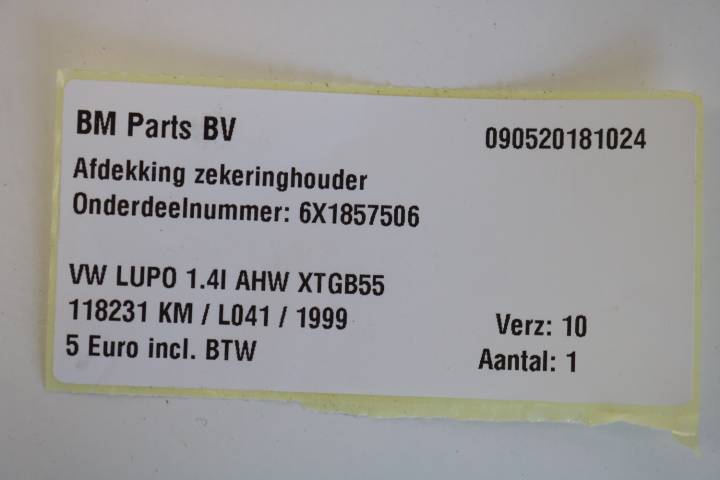 BM Parts BV
090520181024
Afdekking zekeringhouder
Onderdeelnummer: 6X1857506
VW LUPO 1.4I AHW XTGB55
118231 KM / L041 / 1999
Verz: 10
5 Euro incl. BTW
Aantal: 1